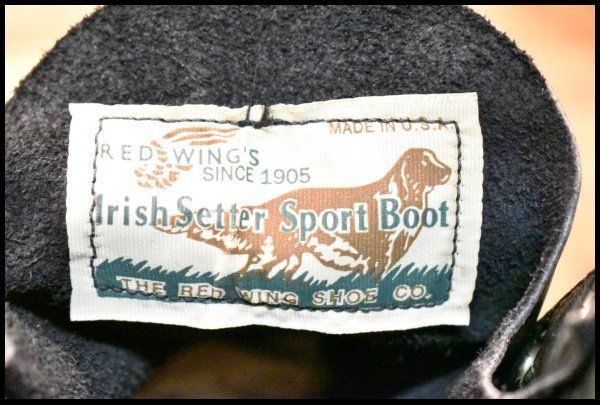 MADE IN U.S.A.
RED WING'S
SINCE 1905
Irish Setter Sport Boot
THE RED WING SHOE CO.